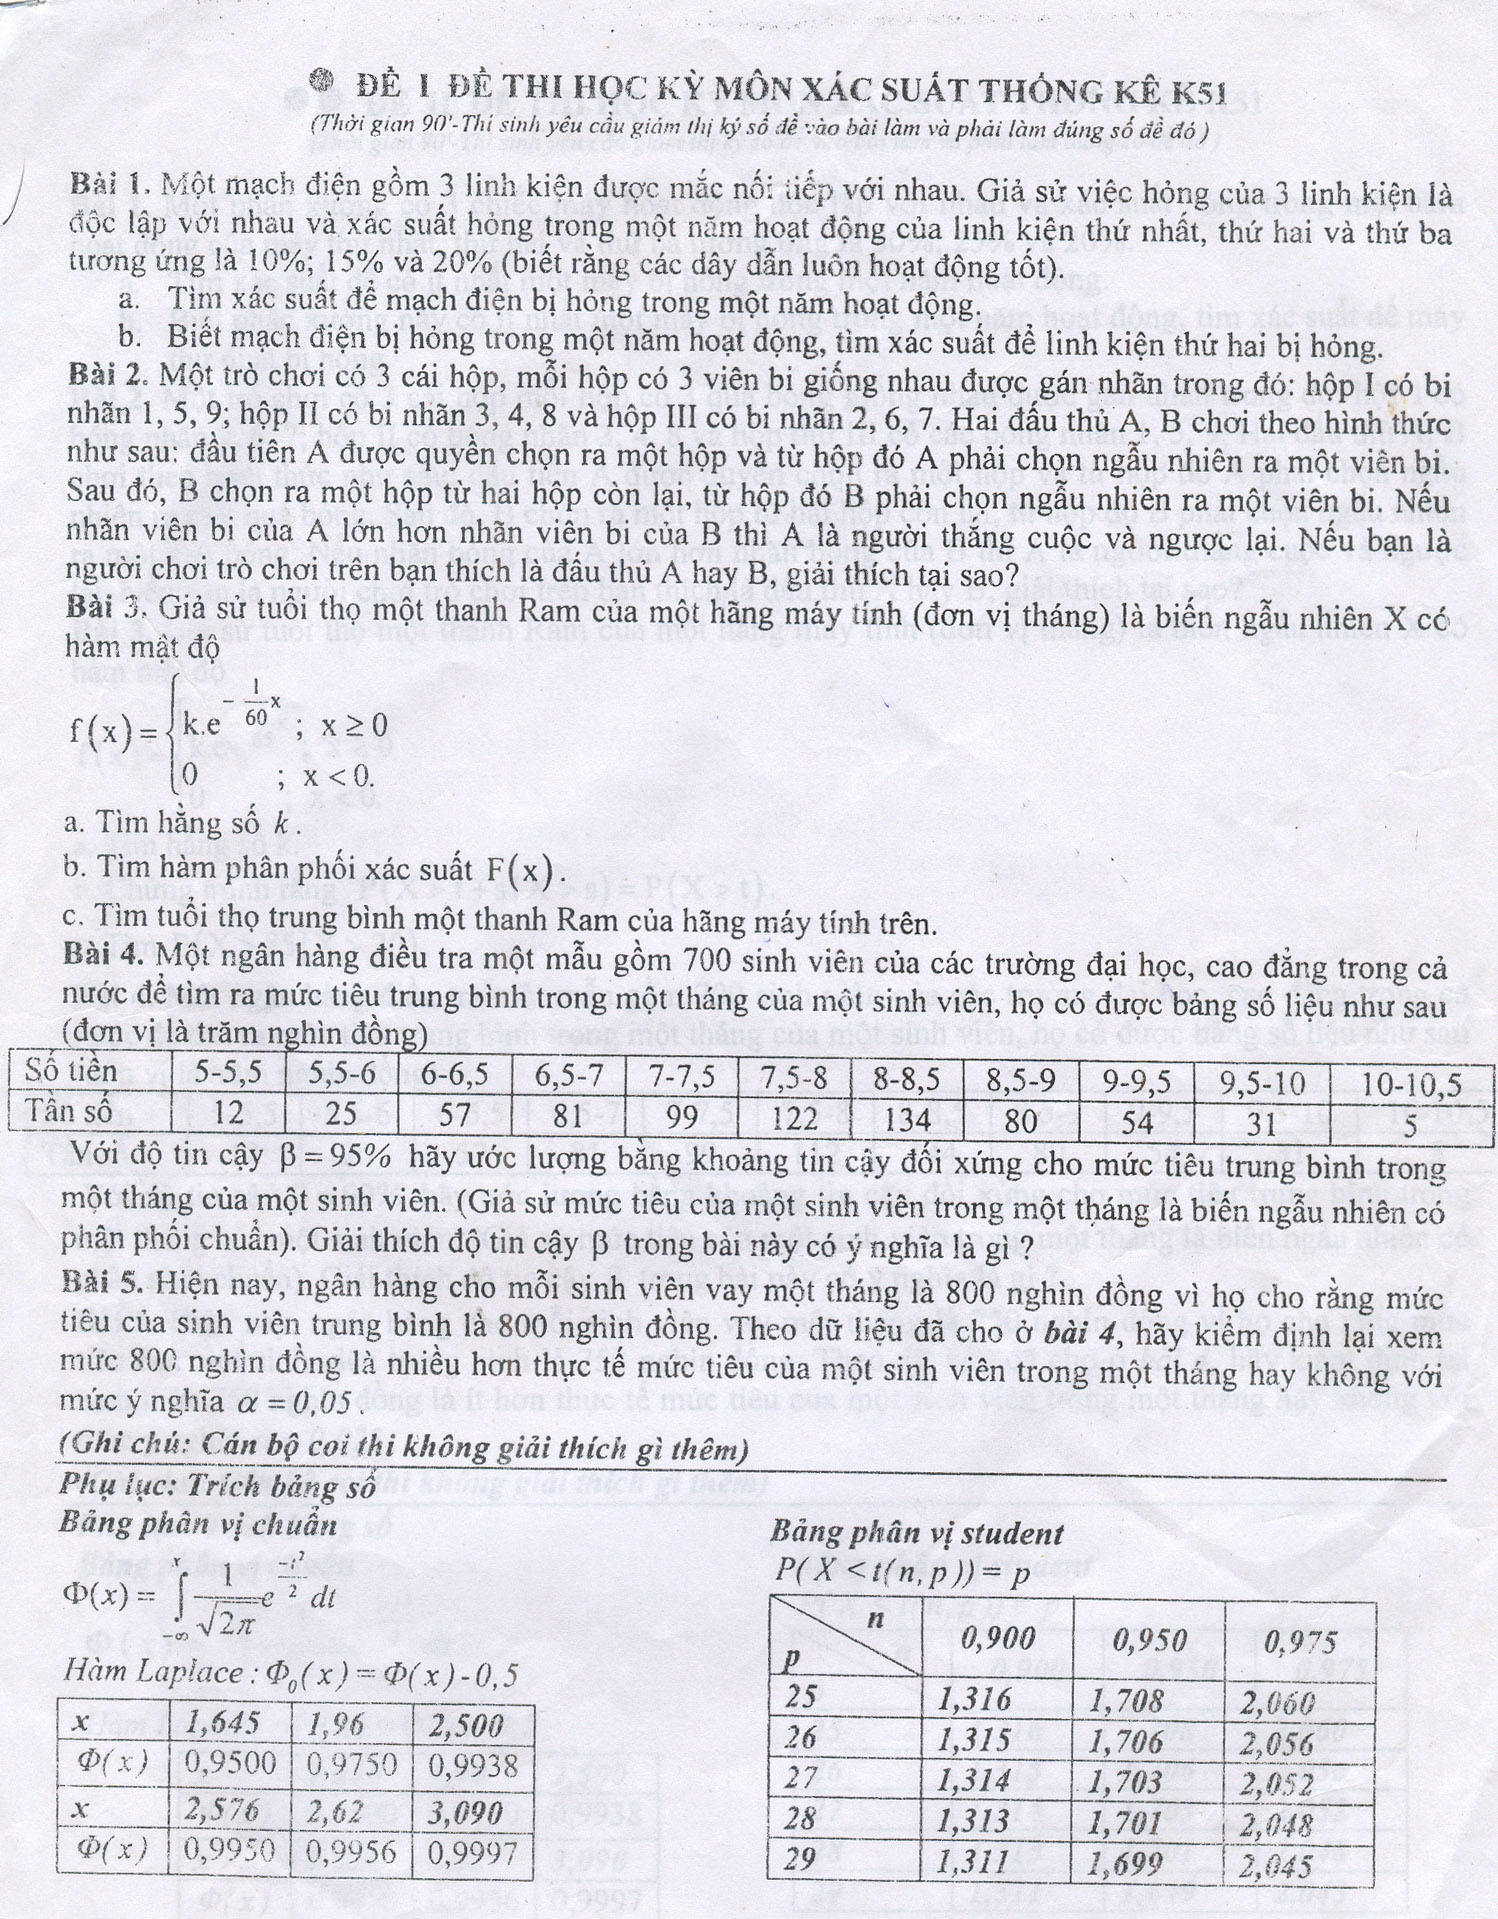 ĐỀ 1 ĐỀ THI HỌC KỲ MÔN XÁC SUẤT THỐNG KÊ K51
(Thời gian 90'-Thí sinh yêu cầu giám thị ký số đề vào bài làm và phải làm đúng số đề đó)
Bài 1. Một mạch điện gồm 3 linh kiện được mắc nối tiếp với nhau. Giả sử việc hỏng của 3 linh kiện là
độc lập với nhau và xác suất hỏng trong một năm hoạt động của linh kiện thứ nhất, thứ hai và thứ ba
tương ứng là 10%; 15% và 20% (biết rằng các dây dẫn luôn hoạt động tốt).
a. Tìm xác suất để mạch điện bị hỏng trong một năm hoạt động.
b. Biết mạch điện bị hỏng trong một năm hoạt động, tìm xác suất để linh kiện thứ hai bị hỏng.
Bài 2. Một trò chơi có 3 cái hộp, mỗi hộp có 3 viên bi giống nhau được gán nhãn trong đó: hộp I có bi
nhãn 1, 5, 9; hộp II có bi nhãn 3, 4, 8 và hộp III có bi nhãn 2, 6, 7. Hai đấu thủ A, B chơi theo hình thức
như sau: đầu tiên A được quyền chọn ra một hộp và từ hộp đó A phải chọn ngẫu nhiên ra một viên bi.
Sau đó, B chọn ra một hộp từ hai hộp còn lại, từ hộp đó B phải chọn ngẫu nhiên ra một viên bi. Nếu
nhãn viên bi của A lớn hơn nhãn viên bi của B thì A là người thắng cuộc và ngược lại. Nếu bạn là
người chơi trò chơi trên bạn thích là đấu thủ A hay B, giải thích tại sao?
Bài 3. Giả sử tuổi thọ một thanh Ram của một hãng máy tính (đơn vị tháng) là biến ngẫu nhiên X có
hàm mật độ
f(x) = { k.e^(-1/60 x) ; x ≥ 0
0 ; x < 0.
a. Tìm hằng số k.
b. Tìm hàm phân phối xác suất F(x).
c. Tìm tuổi thọ trung bình một thanh Ram của hãng máy tính trên.
Bài 4. Một ngân hàng điều tra một mẫu gồm 700 sinh viên của các trường đại học, cao đẳng trong cả
nước để tìm ra mức tiêu trung bình trong một tháng của một sinh viên, họ có được bảng số liệu như sau
(đơn vị là trăm nghìn đồng)
Số tiền 5-5,5 5,5-6 6-6,5 6,5-7 7-7,5 7,5-8 8-8,5 8,5-9 9-9,5 9,5-10 10-10,5
Tần số 12 25 57 81 99 122 134 80 54 31 5
Với độ tin cậy β = 95% hãy ước lượng bằng khoảng tin cậy đối xứng cho mức tiêu trung bình trong
một tháng của một sinh viên. (Giả sử mức tiêu của một sinh viên trong một tháng là biến ngẫu nhiên có
phân phối chuẩn). Giải thích độ tin cậy β trong bài này có ý nghĩa là gì ?
Bài 5. Hiện nay, ngân hàng cho mỗi sinh viên vay một tháng là 800 nghìn đồng vì họ cho rằng mức
tiêu của sinh viên trung bình là 800 nghìn đồng. Theo dữ liệu đã cho ở bài 4, hãy kiểm định lại xem
mức 800 nghìn đồng là nhiều hơn thực tế mức tiêu của một sinh viên trong một tháng hay không với
mức ý nghĩa α = 0,05.
(Ghi chú: Cán bộ coi thi không giải thích gì thêm)
Phụ lục: Trích bảng số
Bảng phân vị chuẩn
Φ(x) = ∫_{-∞}^{x} 1/√2π e^(-t²/2) dt
Hàm Laplace : Φ₀(x) = Φ(x) - 0,5
x 1,645 1,96 2,500
Φ(x) 0,9500 0,9750 0,9938
x 2,576 2,62 3,090
Φ(x) 0,9950 0,9956 0,9997
Bảng phân vị student
P( X < t( n, p )) = p
n p 0,900 0,950 0,975
25 1,316 1,708 2,060
26 1,315 1,706 2,056
27 1,314 1,703 2,052
28 1,313 1,701 2,048
29 1,311 1,699 2,045